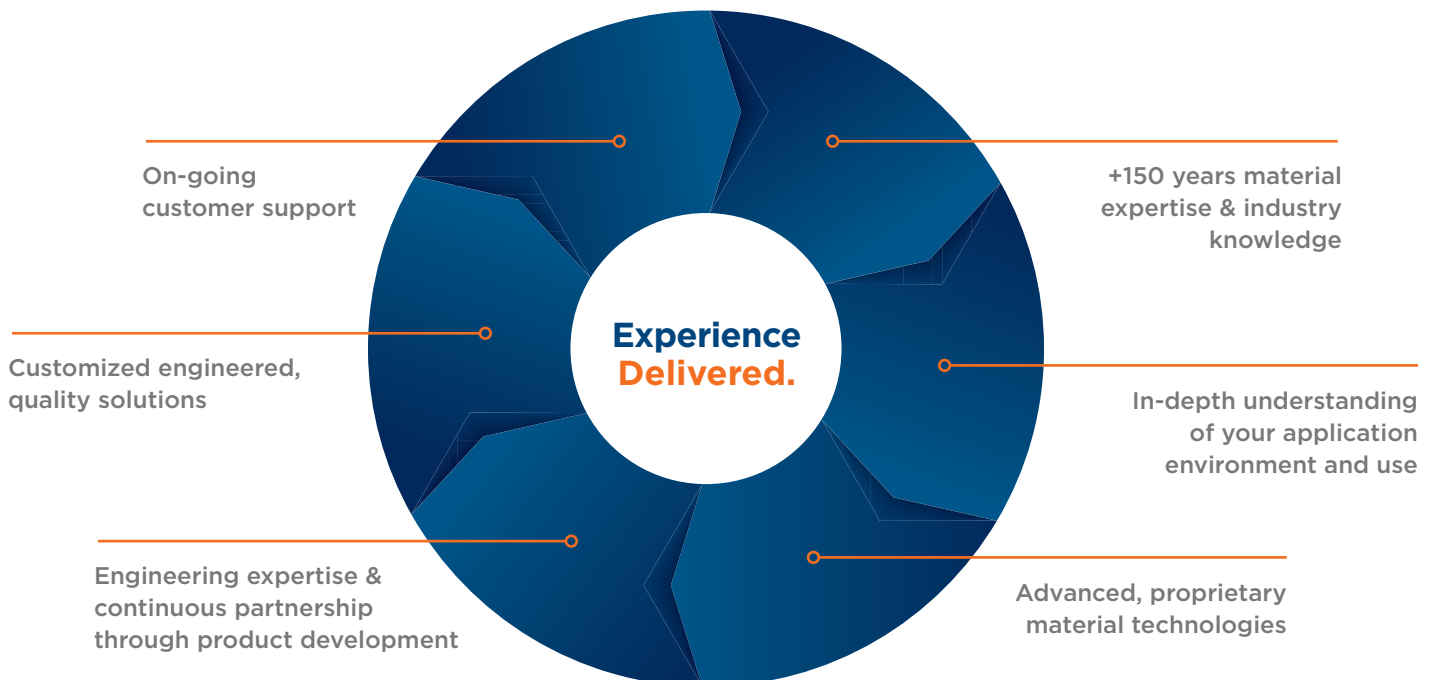 On-going
customer support
+150 years material
expertise & industry
knowledge
Experience
Delivered.
Customized engineered,
quality solutions
In-depth understanding
of your application
environment and use
Engineering expertise &
continuous partnership
through product development
Advanced, proprietary
material technologies